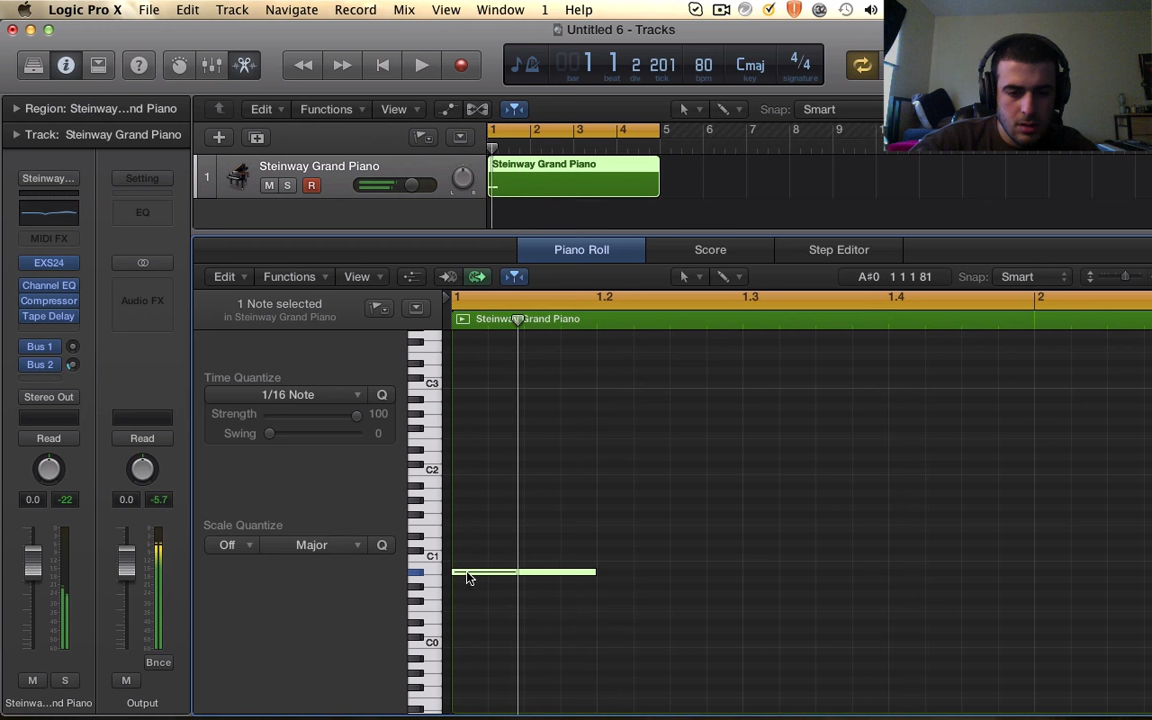 Logic Pro X File Edit Track Navigate Record Mix View Window 1 Help
Untitled 6 - Tracks
1 1 2 201 80 Cmaj 4/4
bar beat div tick bpm key signature
Region: Steinway...nd Piano
Edit Functions View Snap: Smart
Track: Steinway Grand Piano
1 2 3 4 5 6 7 8 9
1 Steinway Grand Piano
M S R
L R
Steinway Grand Piano
Steinway... Setting
EQ
MIDI FX
EXS24
Channel EQ
Compressor
Tape Delay
Audio FX
Bus 1
Bus 2
Stereo Out
Read Read
0.0 -22 0.0 -5.7
Bnce
M S M
Steinwa...nd Piano Output
Piano Roll Score Step Editor
Edit Functions View A#0 1 1 1 81 Snap: Smart
1 Note selected
in Steinway Grand Piano
1 1.2 1.3 1.4 2
Steinway Grand Piano
Time Quantize
1/16 Note Q
Strength 100
Swing 0
Scale Quantize
Off Major Q
C3
C2
C1
C0